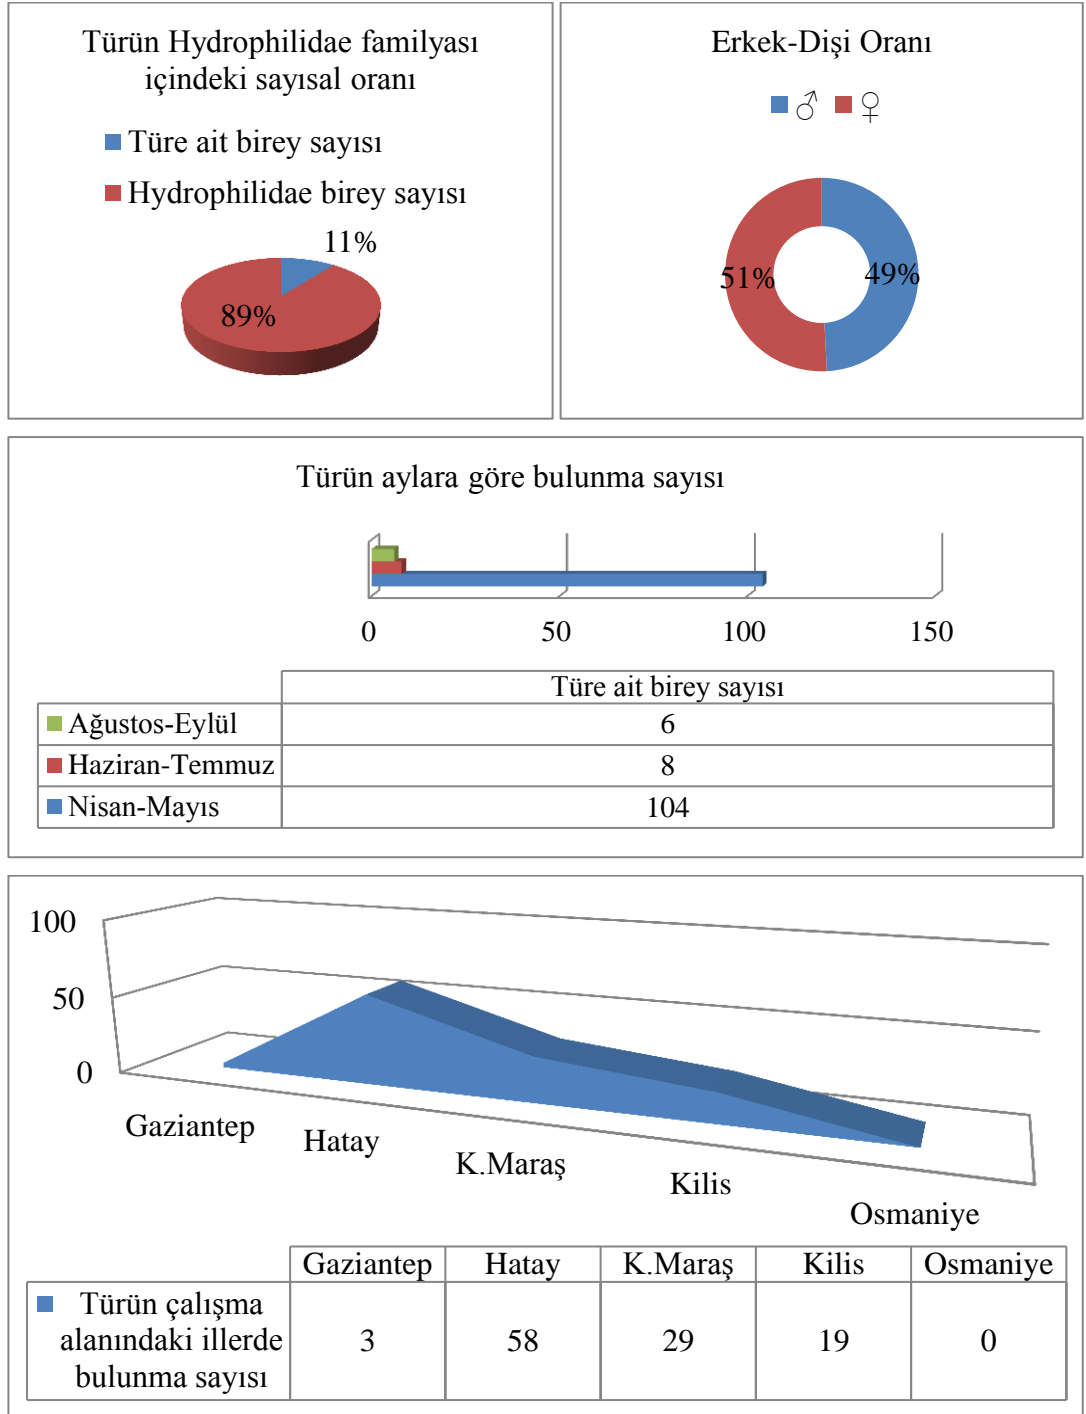 Türün Hydrophilidae familyası
içindeki sayısal oranı
Türe ait birey sayısı
Hydrophilidae birey sayısı
11%
89%
Erkek-Dişi Oranı
♂ ♀
51% 49%
Türün aylara göre bulunma sayısı
0 50 100 150
Türe ait birey sayısı
Ağustos-Eylül 6
Haziran-Temmuz 8
Nisan-Mayıs 104
100
50
0
Gaziantep
Hatay
K.Maraş
Kilis
Osmaniye
Gaziantep Hatay K.Maraş Kilis Osmaniye
Türün çalışma
alanındaki illerde 3 58 29 19 0
bulunma sayısı